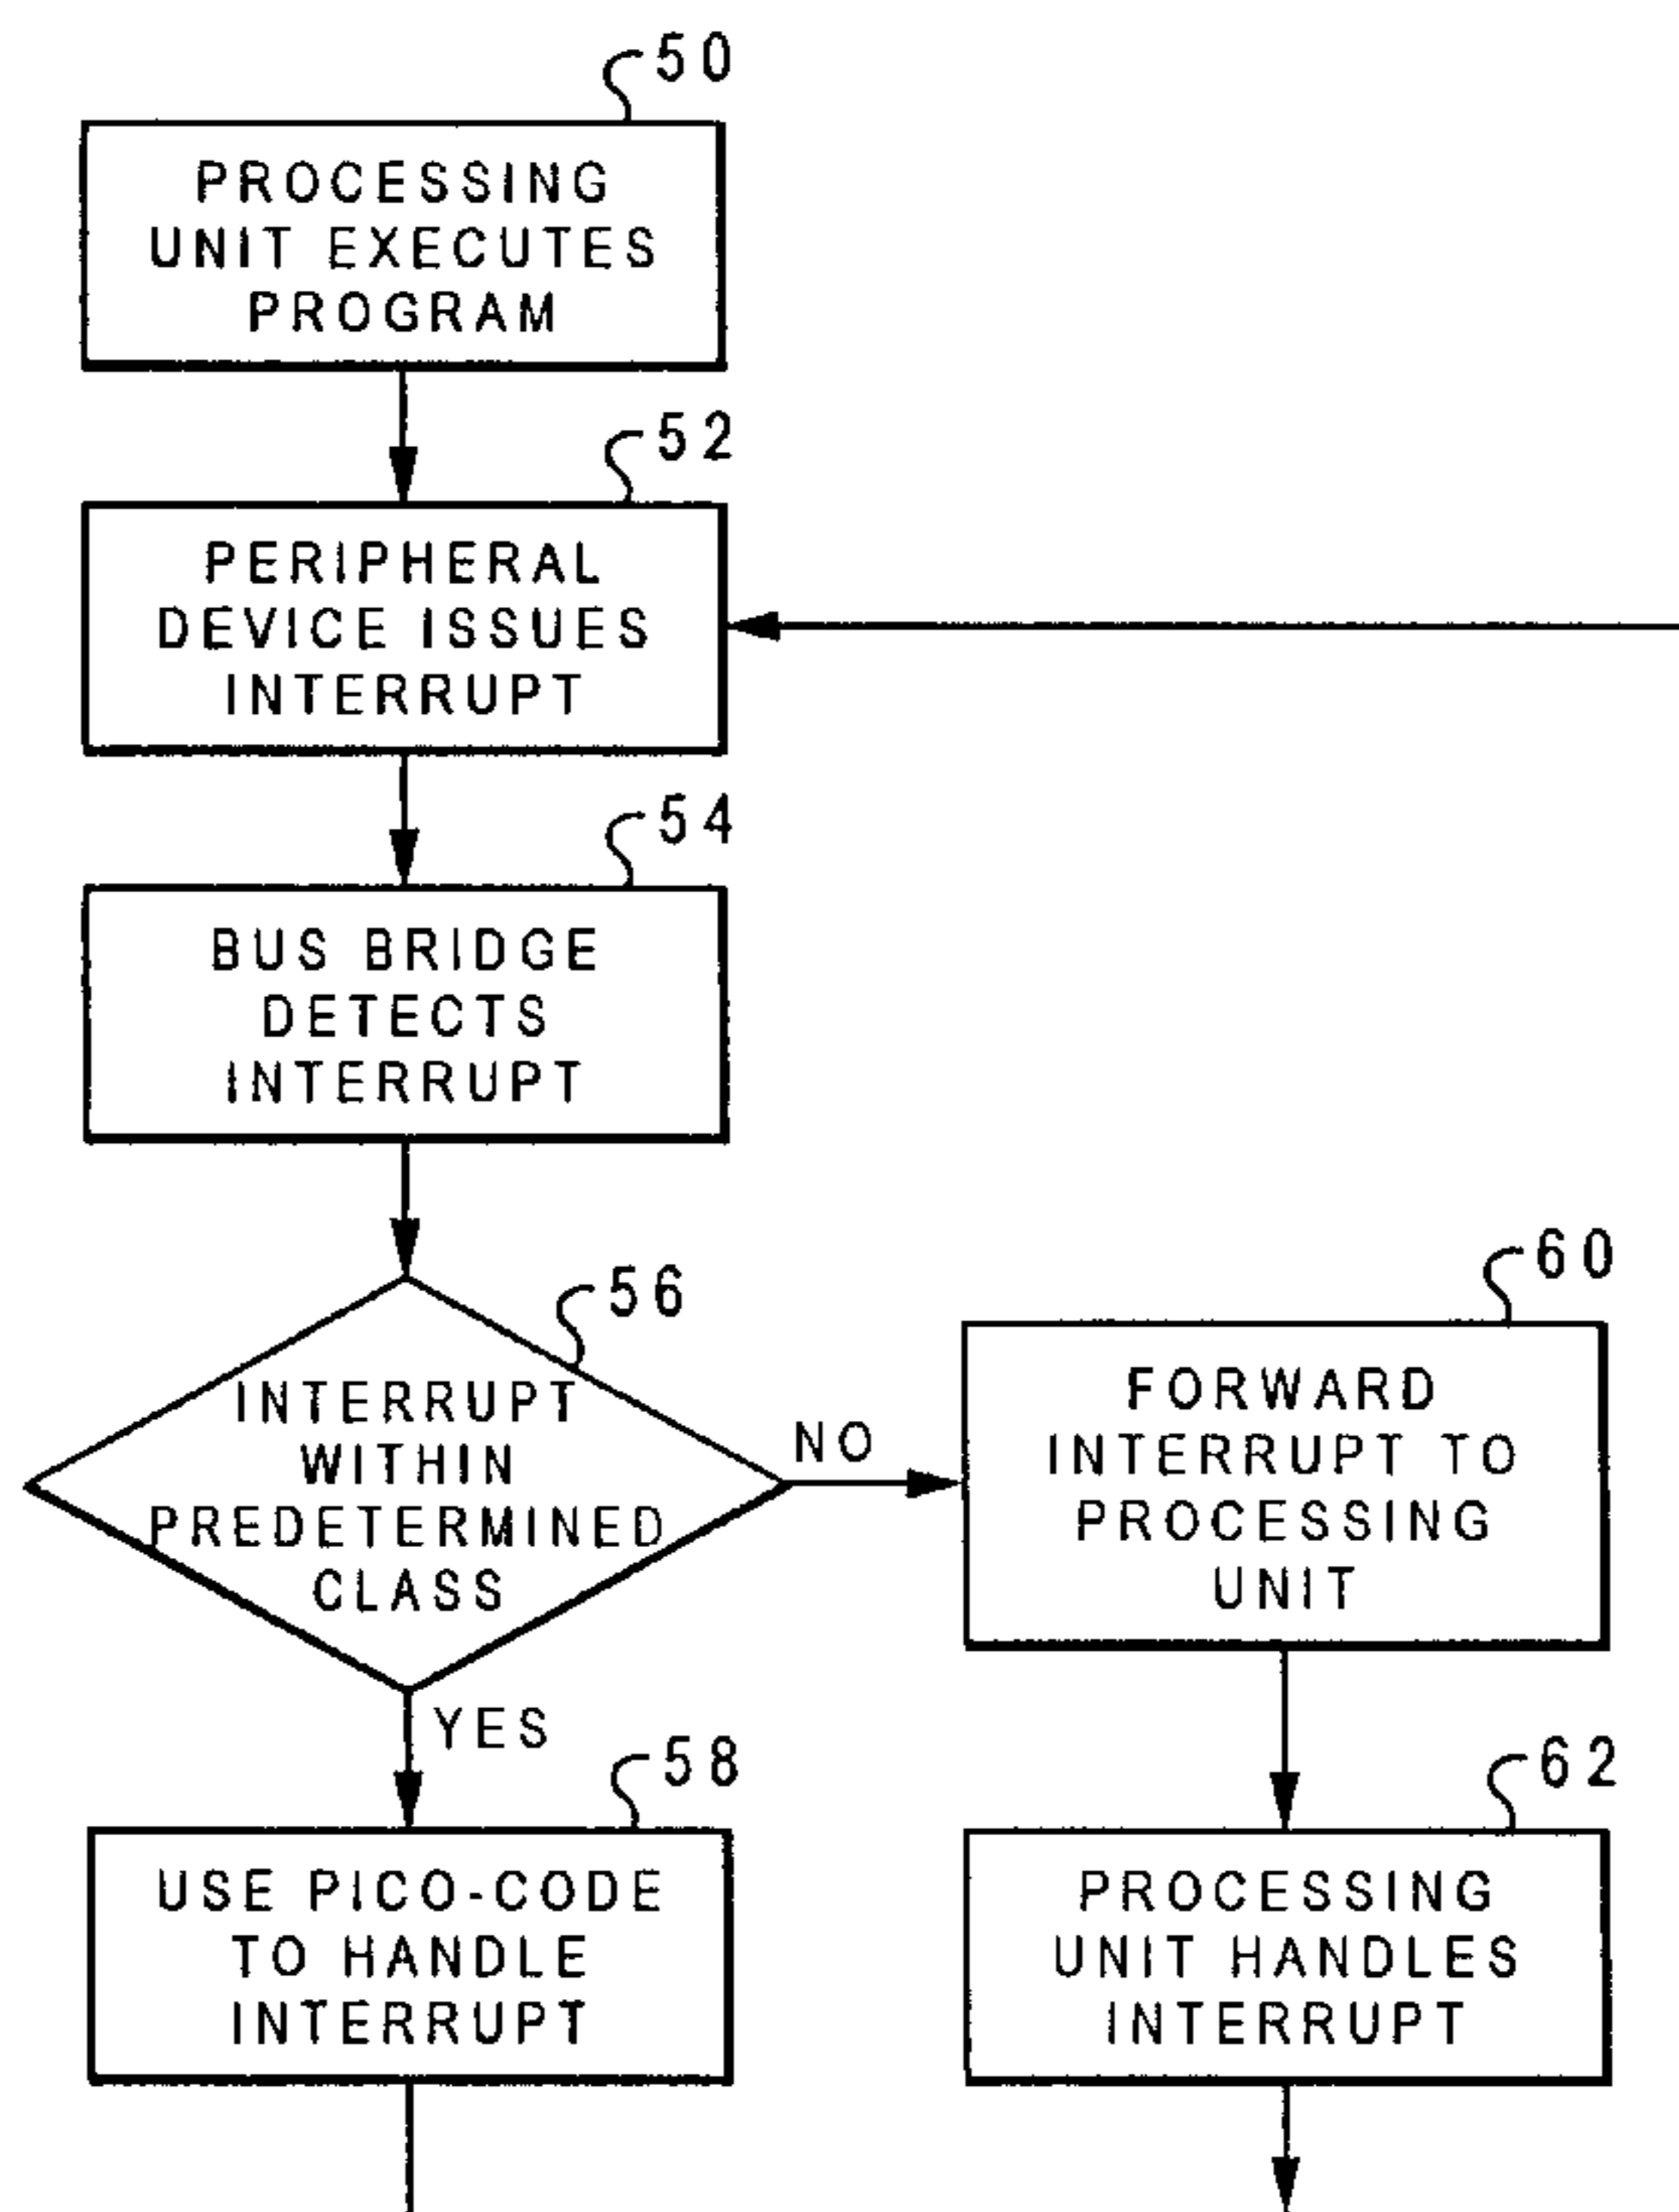 50
PROCESSING
UNIT EXECUTES
PROGRAM
52
PERIPHERAL
DEVICE ISSUES
INTERRUPT
54
BUS BRIDGE
DETECTS
INTERRUPT
56
INTERRUPT
WITHIN
PREDETERMINED
CLASS
NO
YES
60
FORWARD
INTERRUPT TO
PROCESSING
UNIT
58
USE PICO-CODE
TO HANDLE
INTERRUPT
62
PROCESSING
UNIT HANDLES
INTERRUPT